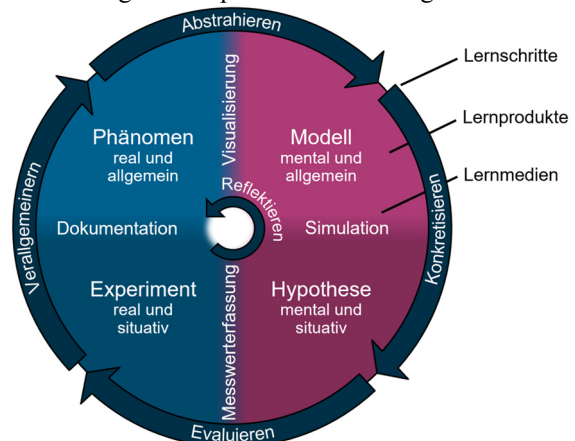 Abstrahieren
Lernschritte
Visualisierung
Phänomen
real und
allgemein
Modell
mental und
allgemein
Lernprodukte
Lernmedien
Verallgemeinern
Reflektieren
Konkretisieren
Dokumentation
Simulation
Experiment
real und
situativ
Hypothese
mental und
situativ
Messwerterfassung
Evaluieren